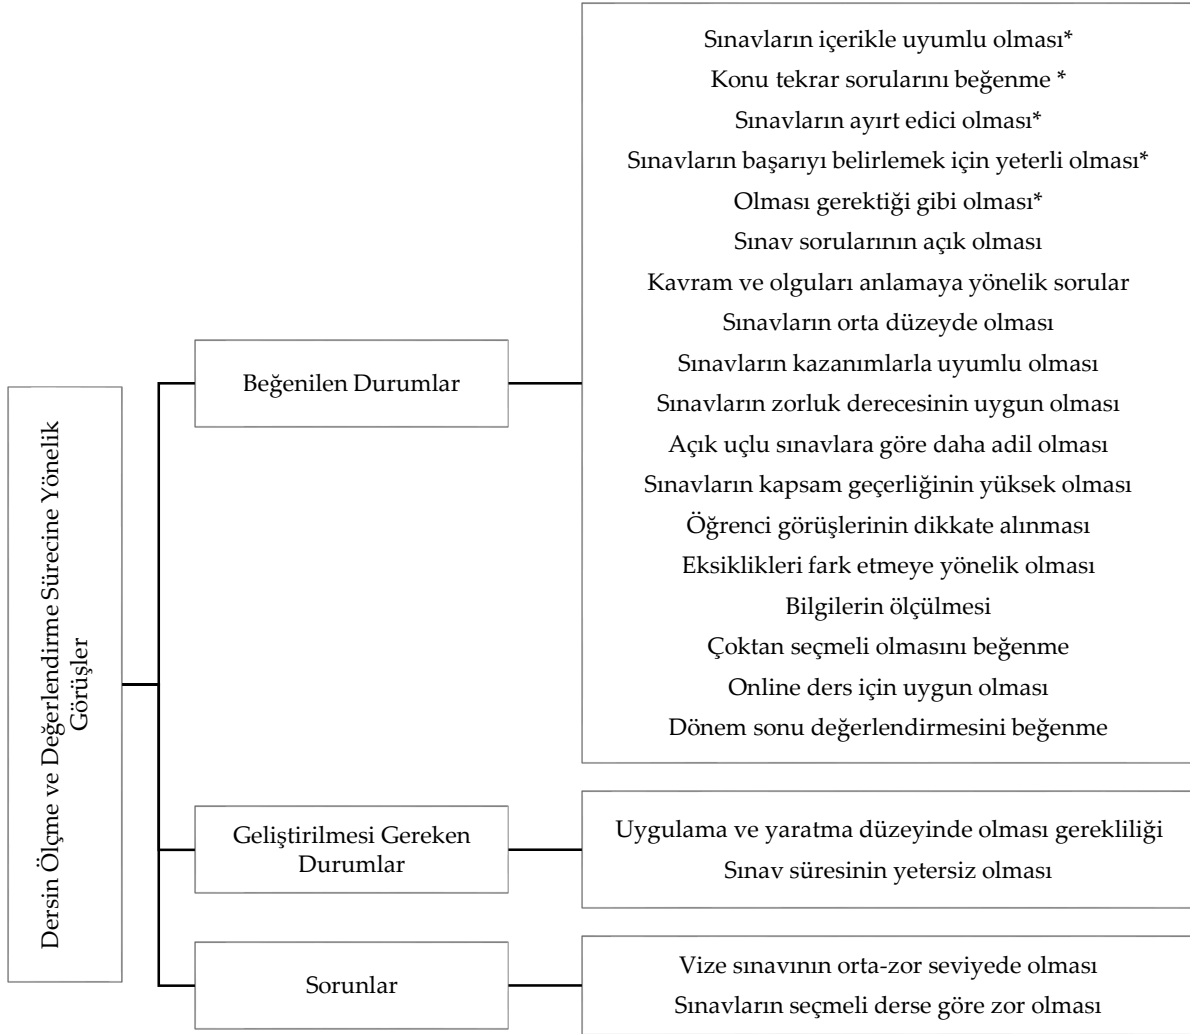 Dersin Ölçme ve Değerlendirme Sürecine Yönelik
Görüşler
Beğenilen Durumlar
Sınavların içerikle uyumlu olması*
Konu tekrar sorularını beğenme *
Sınavların ayırt edici olması*
Sınavların başarıyı belirlemek için yeterli olması*
Olması gerektiği gibi olması*
Sınav sorularının açık olması
Kavram ve olguları anlamaya yönelik sorular
Sınavların orta düzeyde olması
Sınavların kazanımlarla uyumlu olması
Sınavların zorluk derecesinin uygun olması
Açık uçlu sınavlara göre daha adil olması
Sınavların kapsam geçerliğinin yüksek olması
Öğrenci görüşlerinin dikkate alınması
Eksiklikleri fark etmeye yönelik olması
Bilgilerin ölçülmesi
Çoktan seçmeli olmasını beğenme
Online ders için uygun olması
Dönem sonu değerlendirmesini beğenme
Geliştirilmesi Gereken
Durumlar
Uygulama ve yaratma düzeyinde olması gerekliliği
Sınav süresinin yetersiz olması
Sorunlar
Vize sınavının orta-zor seviyede olması
Sınavların seçmeli derse göre zor olması